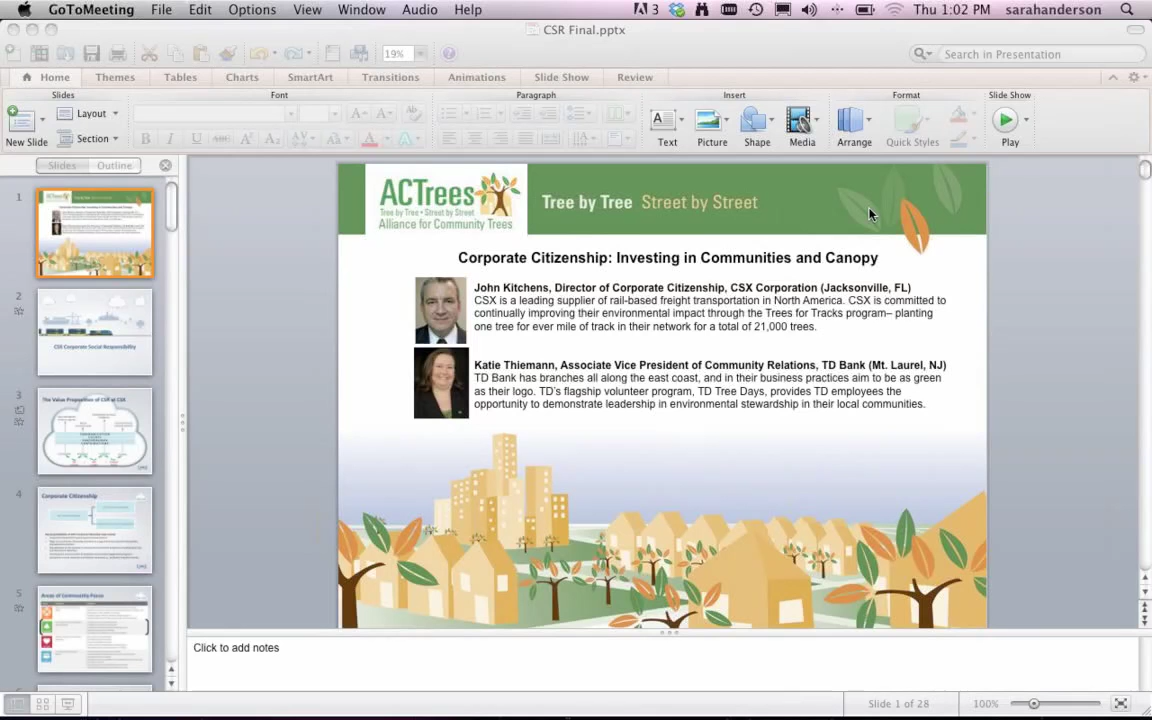 GoToMeeting File Edit Options View Window Audio Help 3 Thu 1:02 PM sarahanderson
CSR Final.pptx
19% Search in Presentation
Home Themes Tables Charts SmartArt Transitions Animations Slide Show Review
Slides Font Paragraph Insert Format Slide Show
Layout
Section
New Slide Text Picture Shape Media Arrange Quick Styles Play
Slides Outline
1
2
CSX Corporate Social Responsibility
3
The Value Proposition of CSR at CSX
4
Corporate Citizenship
5
Areas of Community Focus
ACTrees
Tree by Tree • Street by Street
Alliance for Community Trees
Tree by Tree Street by Street
Corporate Citizenship: Investing in Communities and Canopy
John Kitchens, Director of Corporate Citizenship, CSX Corporation (Jacksonville, FL)
CSX is a leading supplier of rail-based freight transportation in North America. CSX is committed to
continually improving their environmental impact through the Trees for Tracks program– planting
one tree for ever mile of track in their network for a total of 21,000 trees.
Katie Thiemann, Associate Vice President of Community Relations, TD Bank (Mt. Laurel, NJ)
TD Bank has branches all along the east coast, and in their business practices aim to be as green
as their logo. TD's flagship volunteer program, TD Tree Days, provides TD employees the
opportunity to demonstrate leadership in environmental stewardship in their local communities.
Click to add notes
Slide 1 of 28 100%